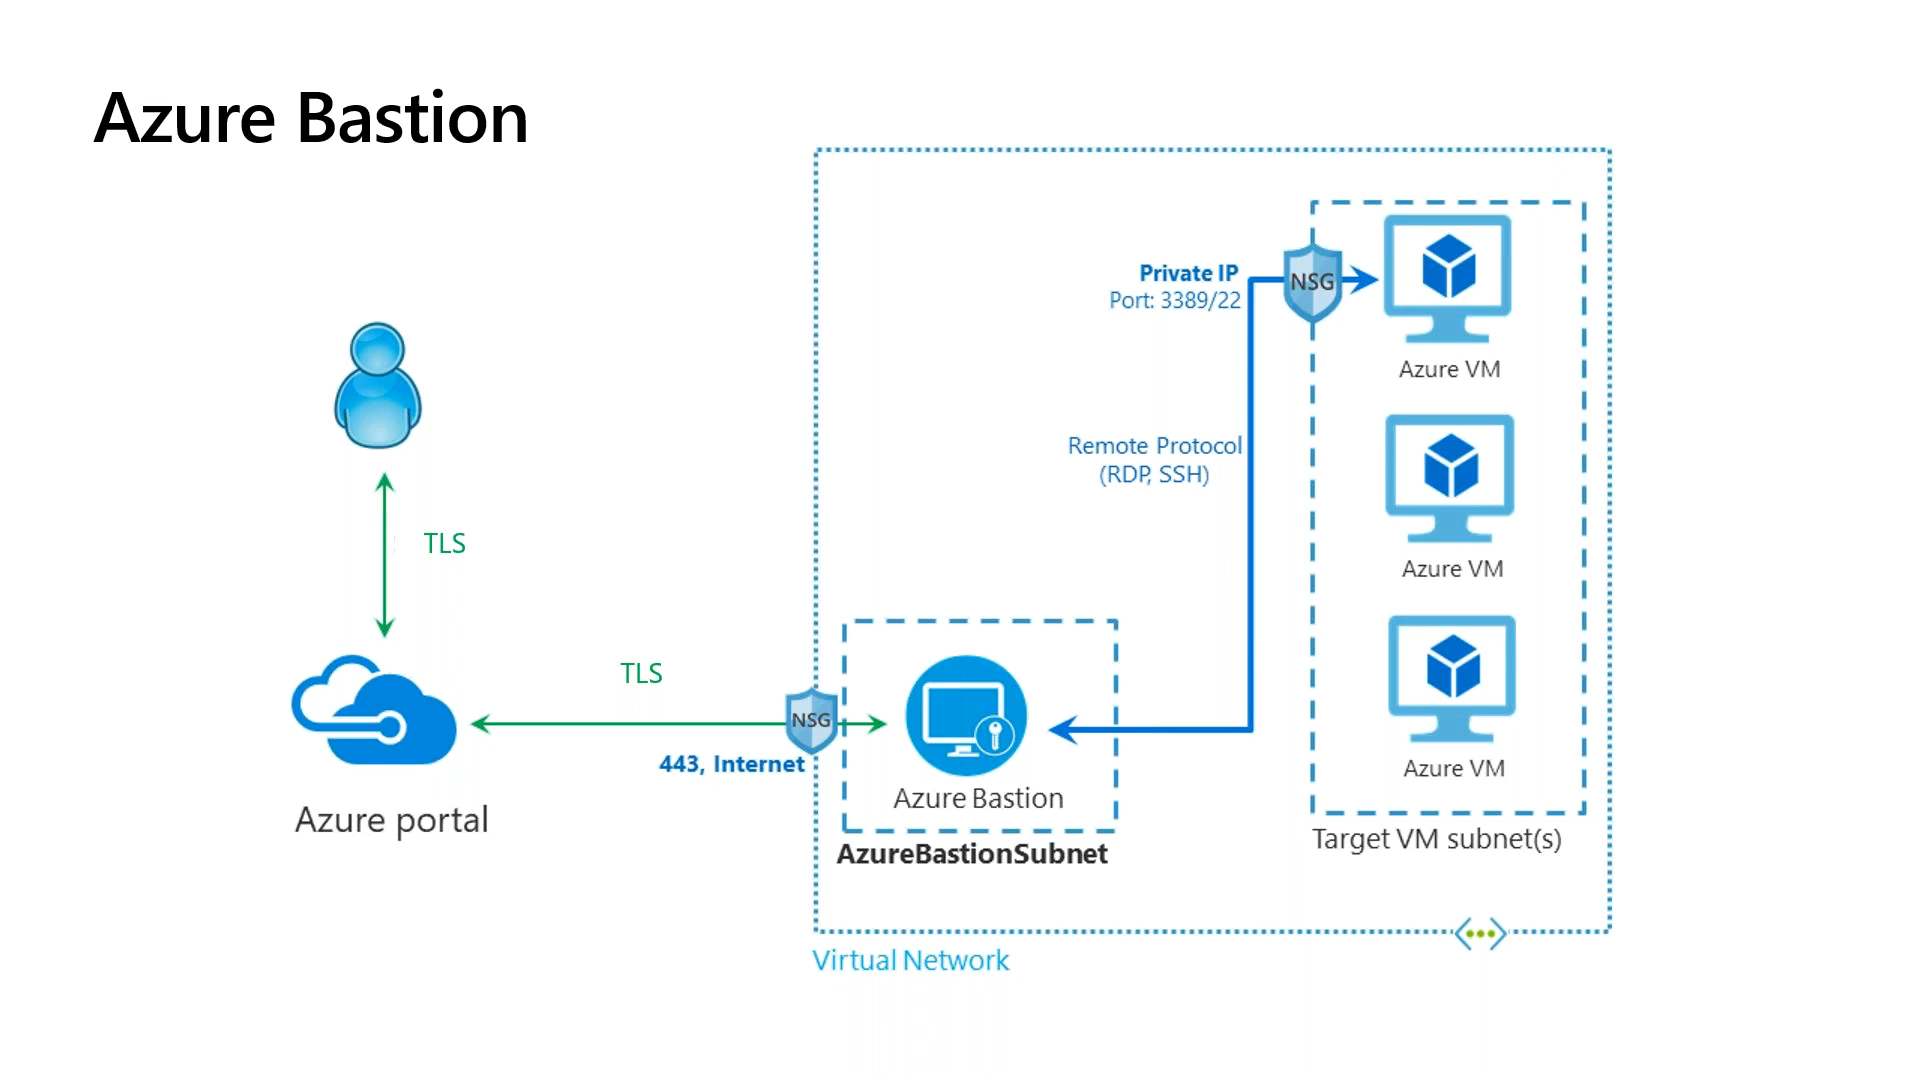 Azure Bastion
Private IP
Port: 3389/22
NSG
Azure VM
Remote Protocol
(RDP, SSH)
Azure VM
TLS
TLS
NSG
443, Internet
Azure portal
Azure Bastion
AzureBastionSubnet
Azure VM
Target VM subnet(s)
Virtual Network